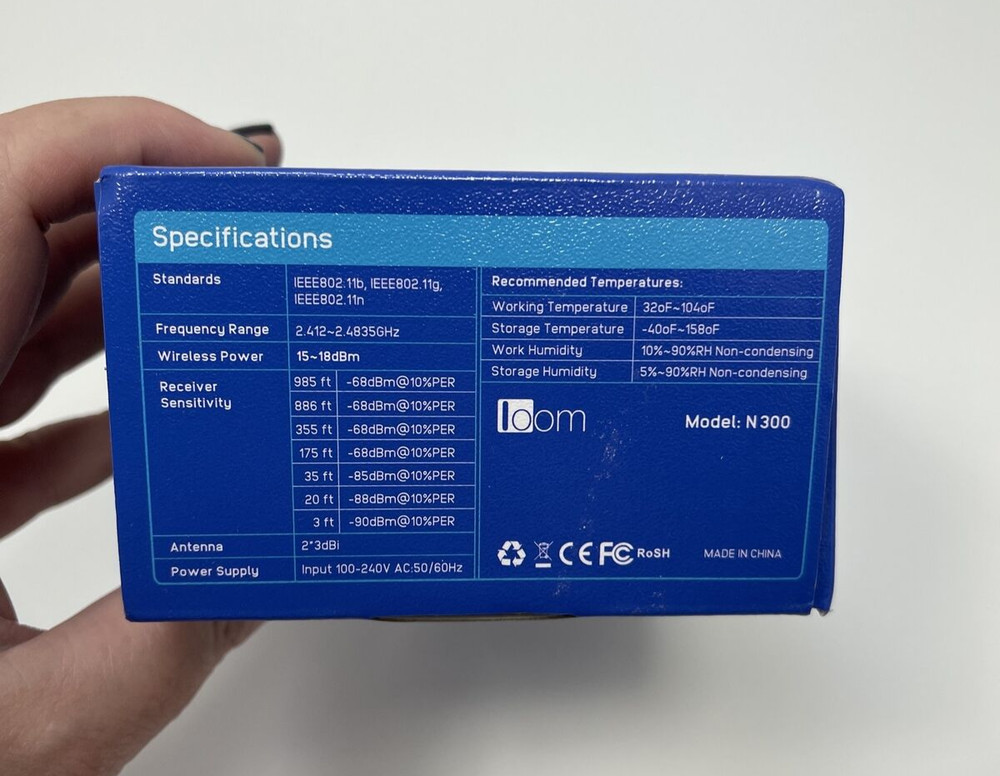 Specifications
Standards IEEE802.11b, IEEE802.11g,
IEEE802.11n
Frequency Range 2.412~2.4835GHz
Wireless Power 15~18dBm
Receiver
Sensitivity
985 ft -68dBm@10%PER
886 ft -68dBm@10%PER
355 ft -68dBm@10%PER
175 ft -68dBm@10%PER
35 ft -85dBm@10%PER
20 ft -88dBm@10%PER
3 ft -90dBm@10%PER
Antenna 2*3dBi
Power Supply Input 100-240V AC:50/60Hz
Recommended Temperatures:
Working Temperature 32oF~104oF
Storage Temperature -40oF~158oF
Work Humidity 10%~90%RH Non-condensing
Storage Humidity 5%~90%RH Non-condensing
loom
Model: N300
CE FC RoSH MADE IN CHINA